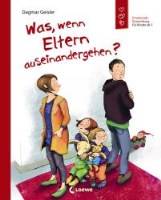 Dagmar Geisler
Was, wenn
Eltern
auseinandergehen?
LOEWE